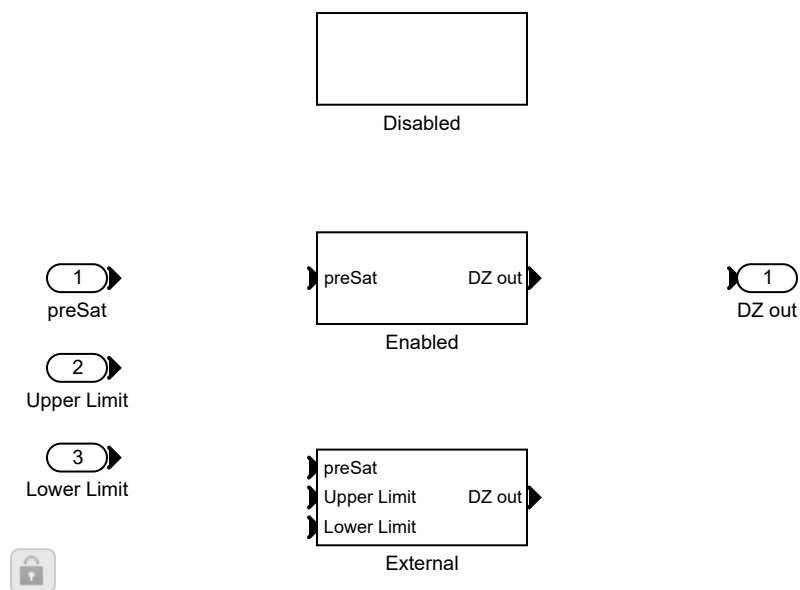 Disabled
1
preSat
preSat
DZ out
Enabled
1
DZ out
2
Upper Limit
3
Lower Limit
preSat
Upper Limit
DZ out
Lower Limit
External